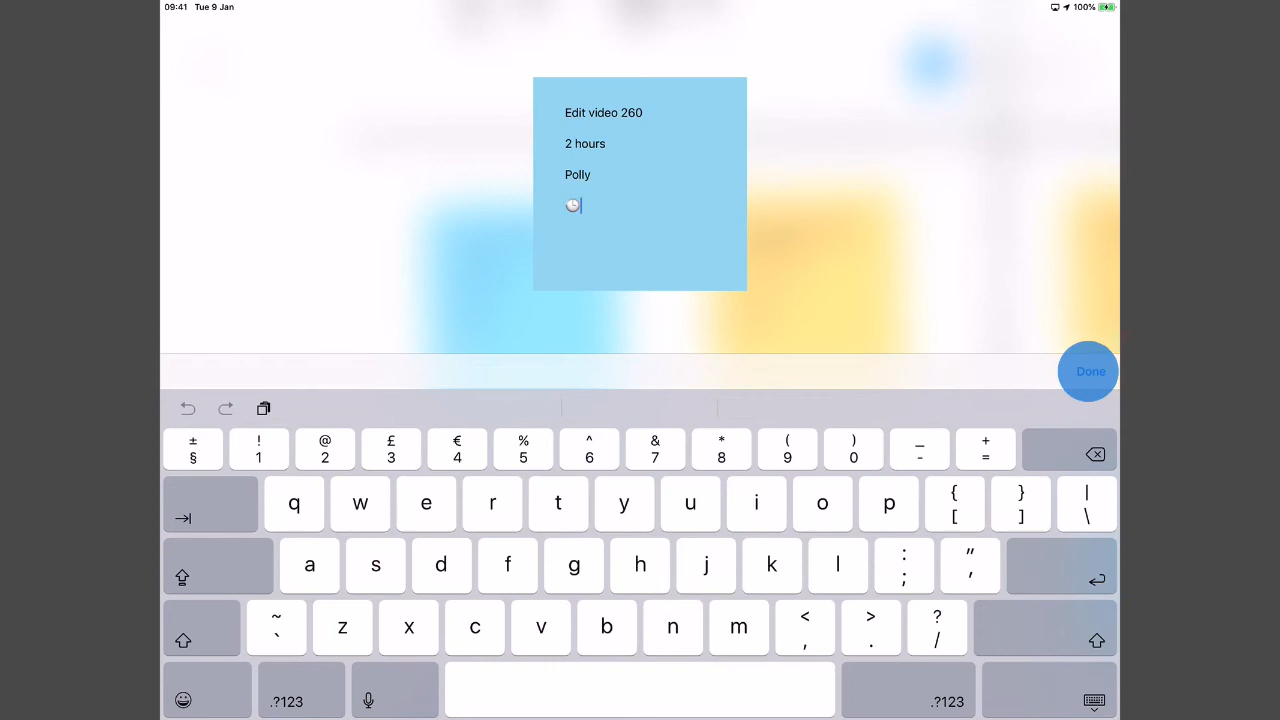 09:41 Tue 9 Jan 100%
Edit video 260
2 hours
Polly
🕒
Done
± ! @ £ € % ^ & * ( ) _ +
§ 1 2 3 4 5 6 7 8 9 0 - =
q w e r t y u i o p { [ } ] | \
a s d f g h j k l : ; " '
~ ` z x c v b n m < , > . ? /
.?123 .?123